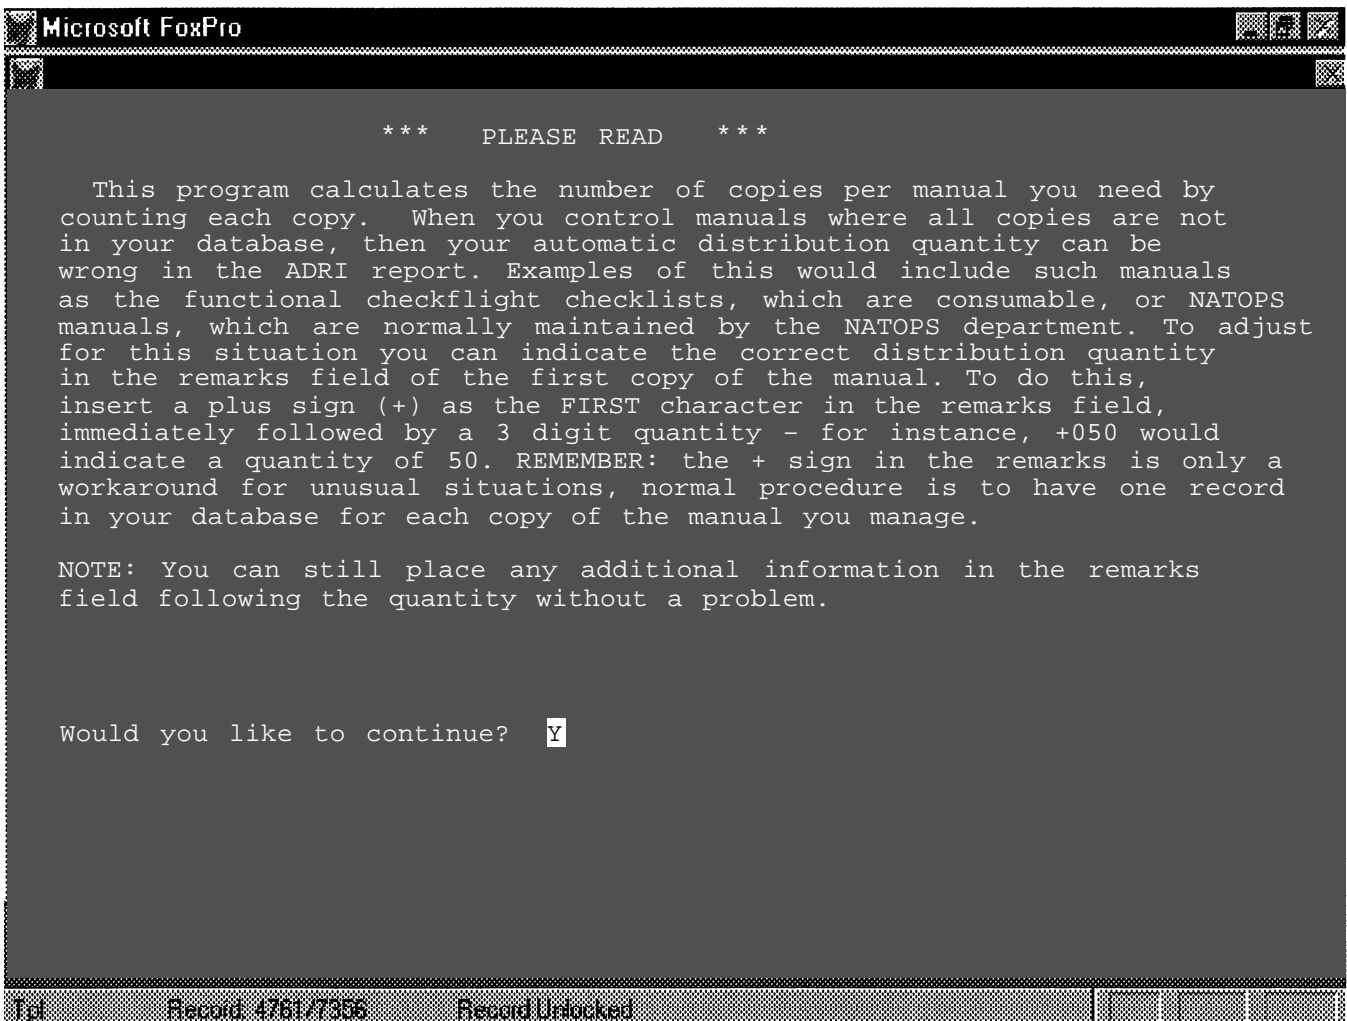 Microsoft FoxPro
*** PLEASE READ ***
This program calculates the number of copies per manual you need by
counting each copy. When you control manuals where all copies are not
in your database, then your automatic distribution quantity can be
wrong in the ADRI report. Examples of this would include such manuals
as the functional checkflight checklists, which are consumable, or NATOPS
manuals, which are normally maintained by the NATOPS department. To adjust
for this situation you can indicate the correct distribution quantity
in the remarks field of the first copy of the manual. To do this,
insert a plus sign (+) as the FIRST character in the remarks field,
immediately followed by a 3 digit quantity – for instance, +050 would
indicate a quantity of 50. REMEMBER: the + sign in the remarks is only a
workaround for unusual situations, normal procedure is to have one record
in your database for each copy of the manual you manage.
NOTE: You can still place any additional information in the remarks
field following the quantity without a problem.
Would you like to continue? Y
Tpl Record: 4761/7356 Record Unlocked